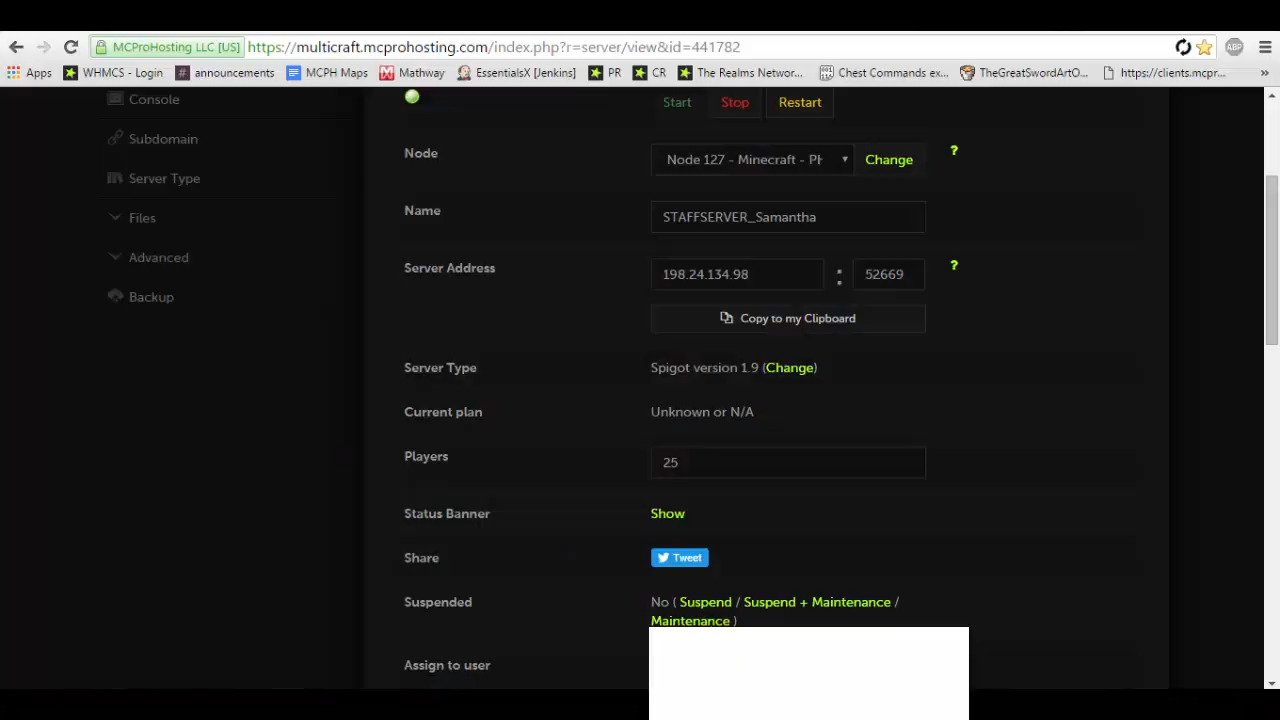 MCProHosting LLC [US] https://multicraft.mcprohosting.com/index.php?r=server/view&id=441782 ABP
Apps WHMCS - Login # announcements MCPH Maps Mathway EssentialsX [Jenkins] PR CR The Realms Networ... Chest Commands ex... TheGreatSwordArtO... https://clients.mcpr... »
Console
Start Stop Restart
Subdomain
Node Node 127 - Minecraft - Ph Change ?
Server Type
Name STAFFSERVER_Samantha
Files
Advanced
Server Address 198.24.134.98 : 52669 ?
Backup
Copy to my Clipboard
Server Type Spigot version 1.9 (Change)
Current plan Unknown or N/A
Players 25
Status Banner Show
Share Tweet
Suspended No ( Suspend / Suspend + Maintenance /
Maintenance )
Assign to user